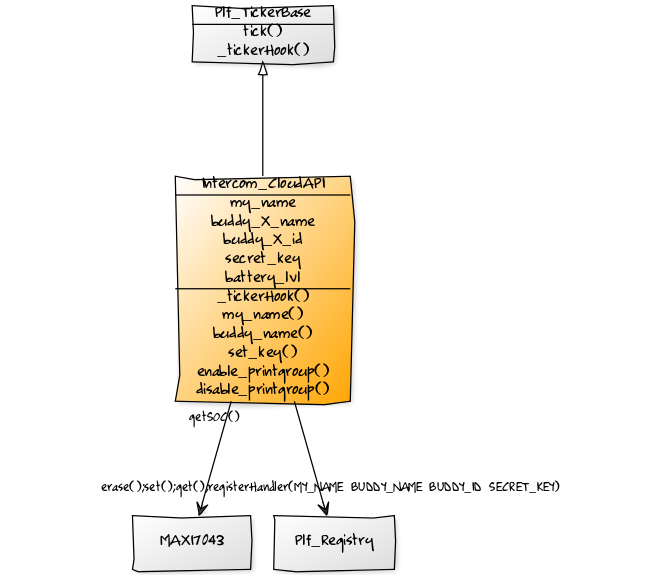 Plf_TickerBase
tick()
_tickerHook()
Intercom_CloudAPI
my_name
buddy_X_name
buddy_X_id
secret_key
battery_lvl
_tickerHook()
my_name()
buddy_name()
set_key()
enable_printgroup()
disable_printgroup()
getSOC()
erase();set();get();registerHandler(MY_NAME BUDDY_NAME BUDDY_ID SECRET_KEY)
MAX17043
Plf_Registry